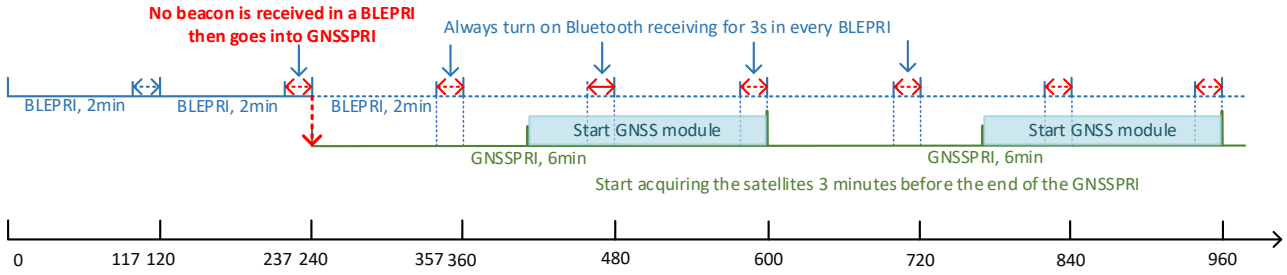 No beacon is received in a BLEPRI
then goes into GNSSPRI
Always turn on Bluetooth receiving for 3s in every BLEPRI
BLEPRI, 2min
BLEPRI, 2min
BLEPRI, 2min
Start GNSS module
Start GNSS module
GNSSPRI, 6min
GNSSPRI, 6min
Start acquiring the satellites 3 minutes before the end of the GNSSPRI
0 117 120 237 240 357 360 480 600 720 840 960